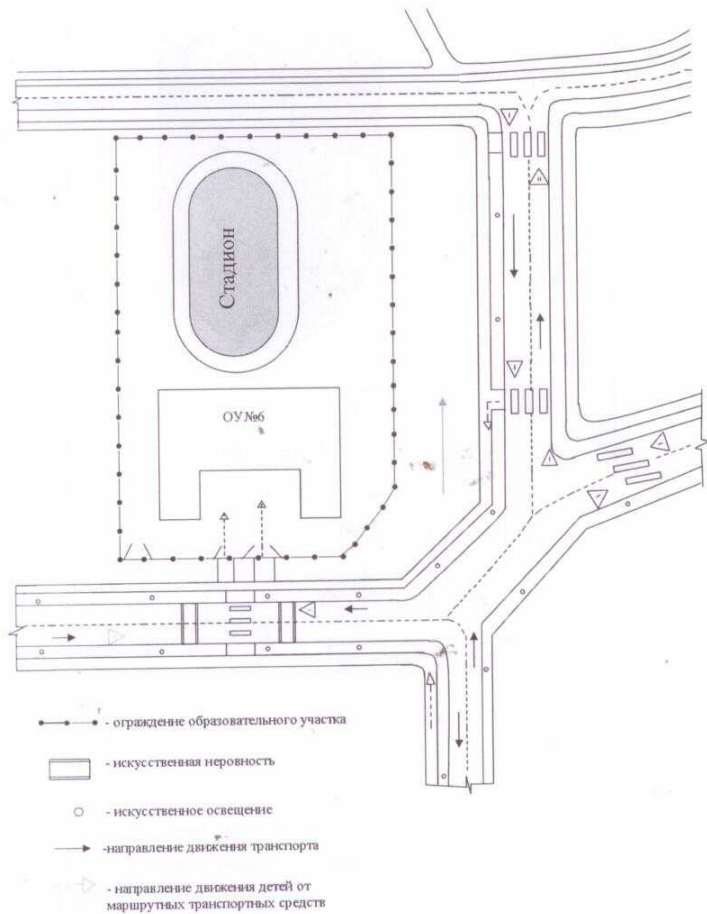 Стадион
ОУ№6
- ограждение образовательного участка
- искусственная неровность
- искусственное освещение
-направление движения транспорта
- направление движения детей от
маршрутных транспортных средств